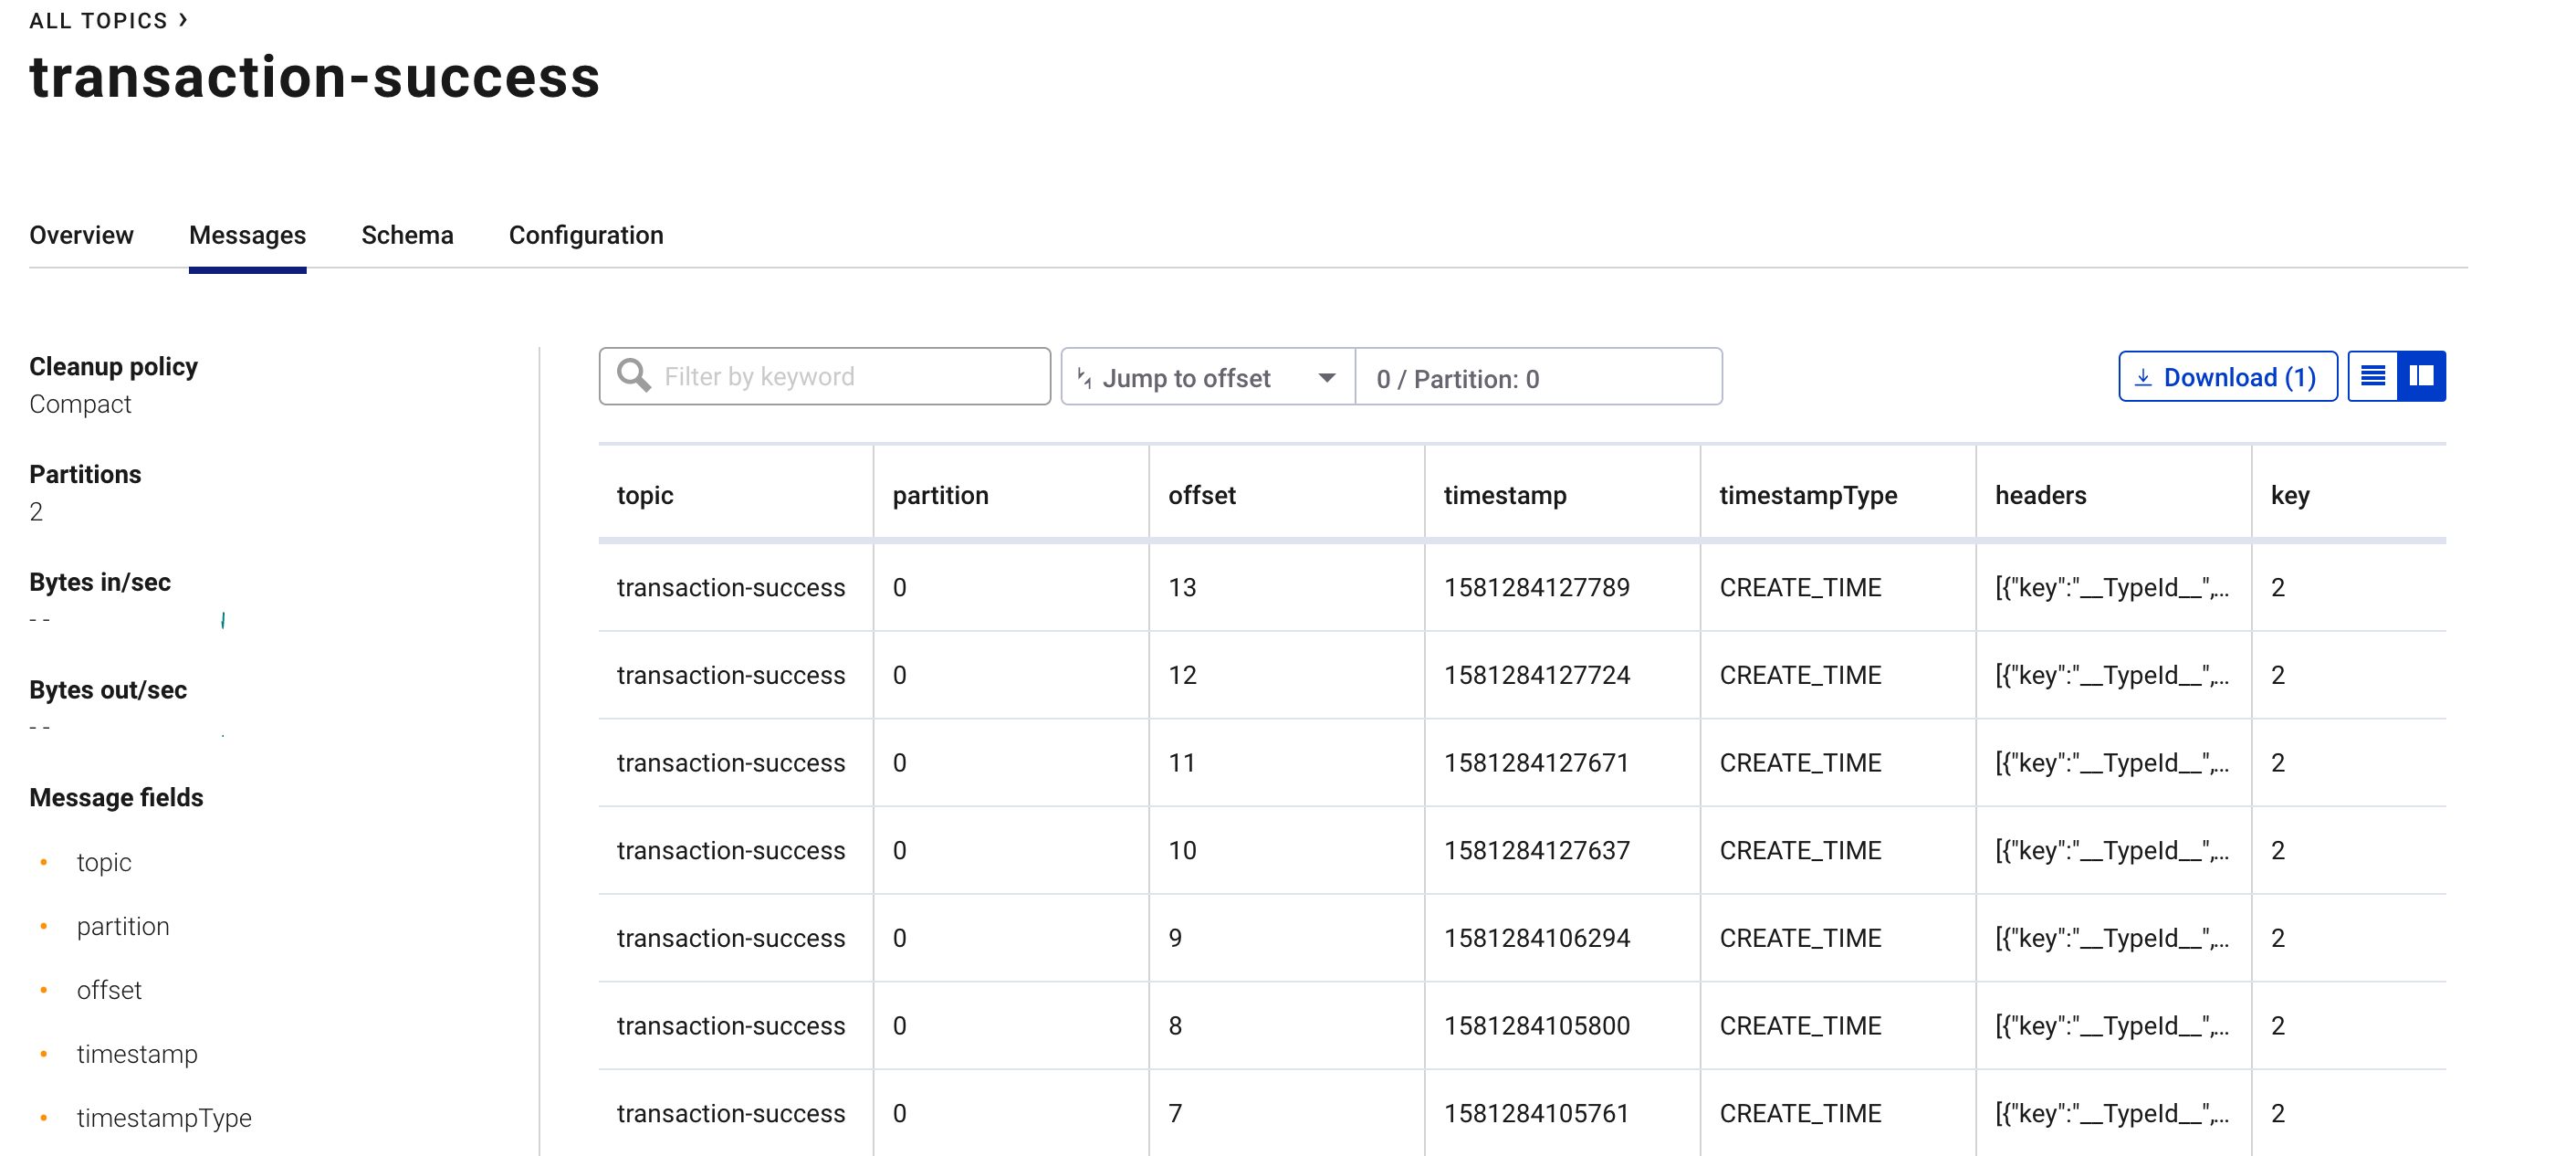 ALL TOPICS ›
transaction-success
Overview Messages Schema Configuration
Cleanup policy
Compact
Partitions
2
Bytes in/sec
- -
Bytes out/sec
- -
Message fields
topic
partition
offset
timestamp
timestampType
Filter by keyword Jump to offset 0 / Partition: 0 Download (1)
topic partition offset timestamp timestampType headers key
transaction-success 0 13 1581284127789 CREATE_TIME [{"key":"__TypeId__",... 2
transaction-success 0 12 1581284127724 CREATE_TIME [{"key":"__TypeId__",... 2
transaction-success 0 11 1581284127671 CREATE_TIME [{"key":"__TypeId__",... 2
transaction-success 0 10 1581284127637 CREATE_TIME [{"key":"__TypeId__",... 2
transaction-success 0 9 1581284106294 CREATE_TIME [{"key":"__TypeId__",... 2
transaction-success 0 8 1581284105800 CREATE_TIME [{"key":"__TypeId__",... 2
transaction-success 0 7 1581284105761 CREATE_TIME [{"key":"__TypeId__",... 2